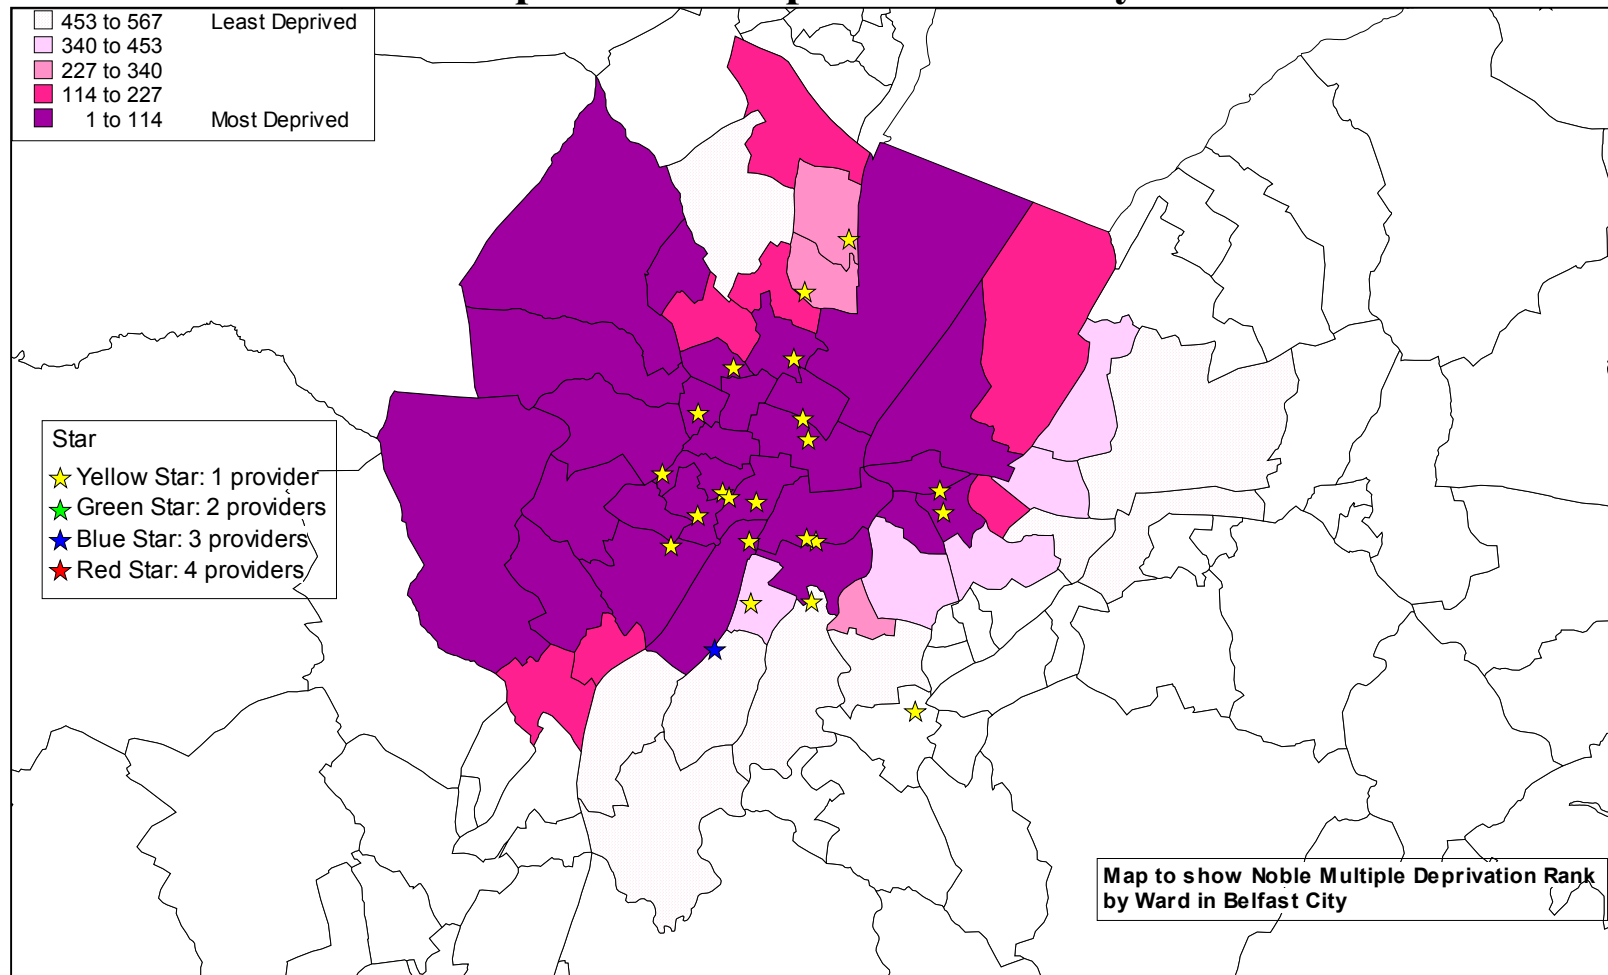 453 to 567 Least Deprived
340 to 453
227 to 340
114 to 227
1 to 114 Most Deprived
Star
Yellow Star: 1 provider
Green Star: 2 providers
Blue Star: 3 providers
Red Star: 4 providers
Map to show Noble Multiple Deprivation Rank
by Ward in Belfast City